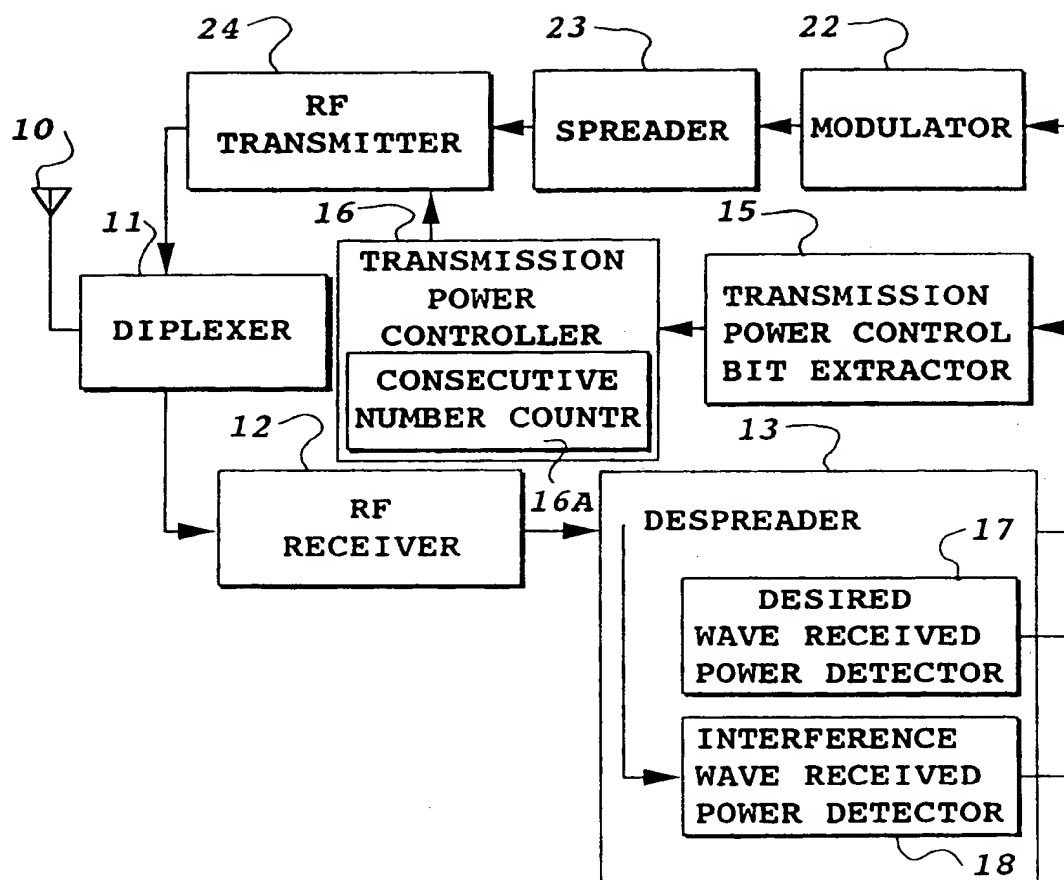 24
23
22
RF
TRANSMITTER
SPREADER
MODULATOR
10
11
16
15
DIPLEXER
TRANSMISSION
POWER
CONTROLLER
CONSECUTIVE
NUMBER COUNTR
16A
TRANSMISSION
POWER CONTROL
BIT EXTRACTOR
12
RF
RECEIVER
13
DESPREADER
17
DESIRED
WAVE RECEIVED
POWER DETECTOR
INTERFERENCE
WAVE RECEIVED
POWER DETECTOR
18